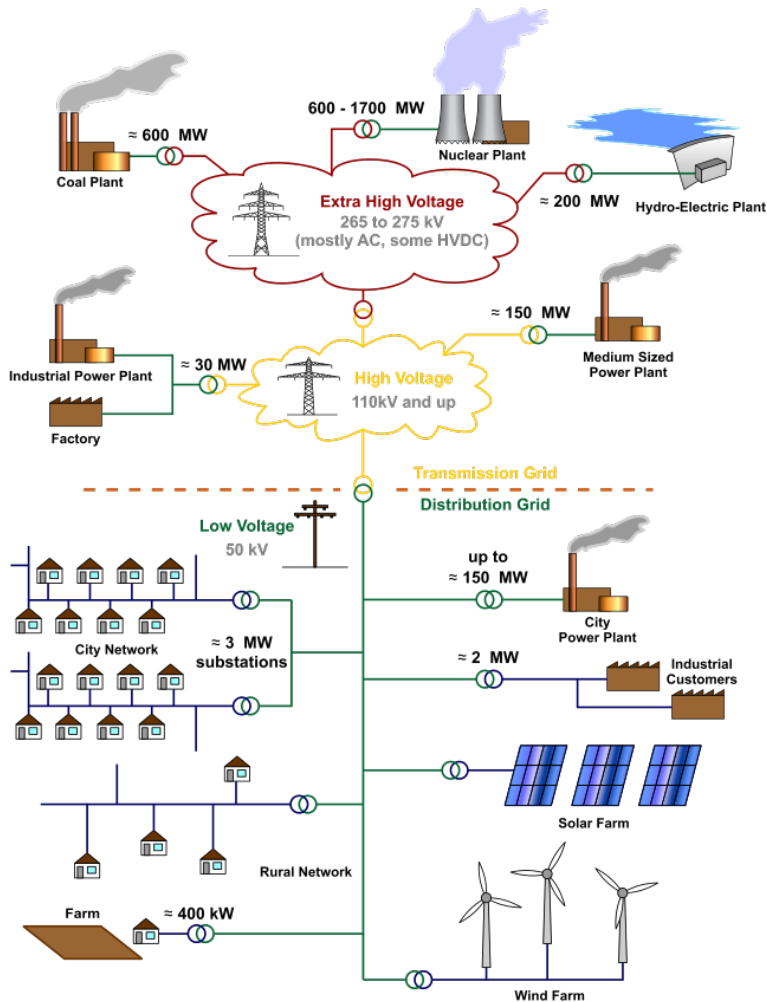 ≈ 600 MW
Coal Plant
600 - 1700 MW
Nuclear Plant
≈ 200 MW
Hydro-Electric Plant
Extra High Voltage
265 to 275 kV
(mostly AC, some HVDC)
Industrial Power Plant
Factory
≈ 30 MW
High Voltage
110kV and up
≈ 150 MW
Medium Sized
Power Plant
Transmission Grid
Distribution Grid
Low Voltage
50 kV
City Network
≈ 3 MW
substations
up to
≈ 150 MW
City
Power Plant
≈ 2 MW
Industrial
Customers
Solar Farm
Rural Network
Farm
≈ 400 kW
Wind Farm